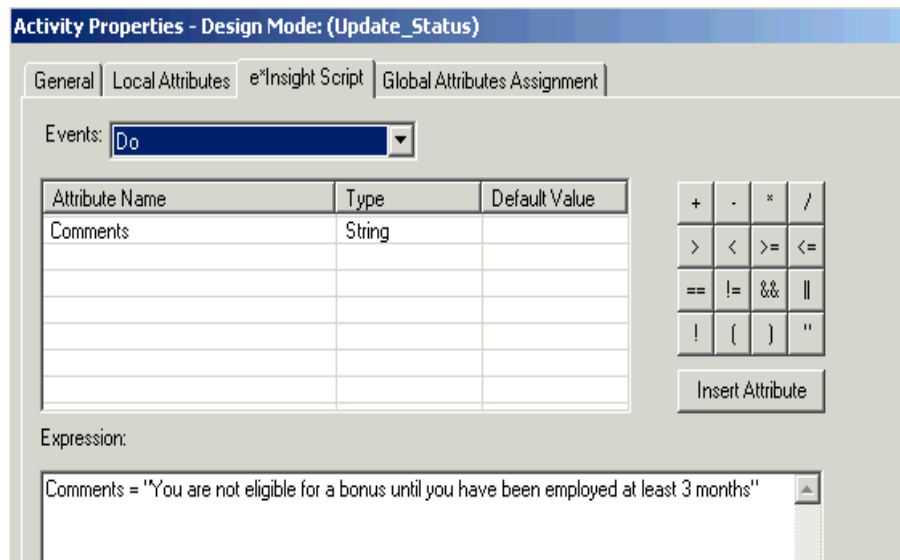 Activity Properties - Design Mode: (Update_Status)
General Local Attributes e*Insight Script Global Attributes Assignment
Events: Do
Attribute Name Type Default Value + - * /
Comments String
> < >= <=
== != && ||
! ( ) "
Insert Attribute
Expression:
Comments = "You are not eligible for a bonus until you have been employed at least 3 months"